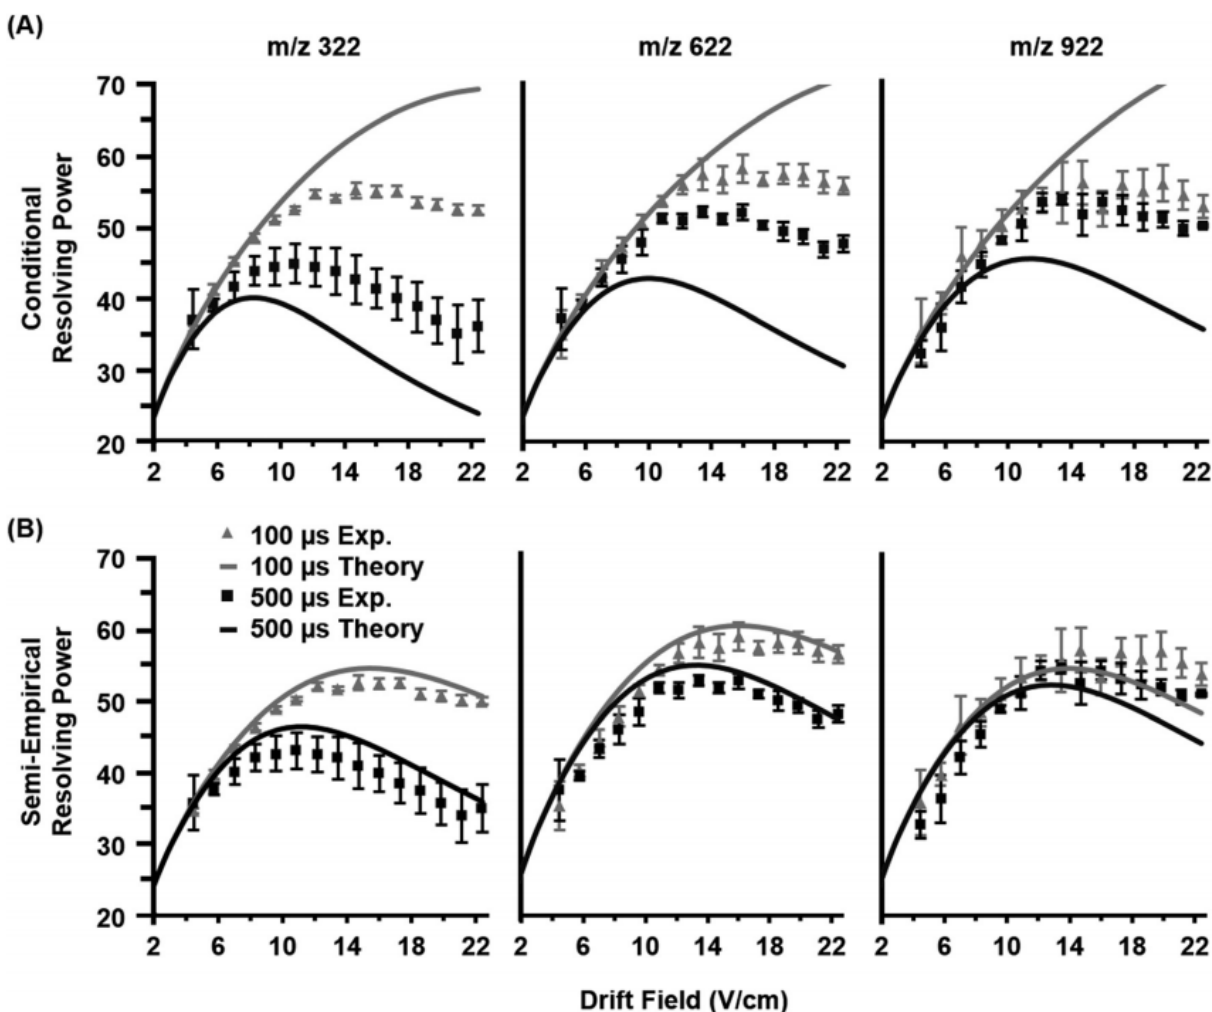 (A)
m/z 322
m/z 622
m/z 922
Conditional
Resolving Power
70
60
50
40
30
20
2 6 10 14 18 22
2 6 10 14 18 22
2 6 10 14 18 22
(B)
100 µs Exp.
100 µs Theory
500 µs Exp.
500 µs Theory
Semi-Empirical
Resolving Power
70
60
50
40
30
20
2 6 10 14 18 22
2 6 10 14 18 22
2 6 10 14 18 22
Drift Field (V/cm)